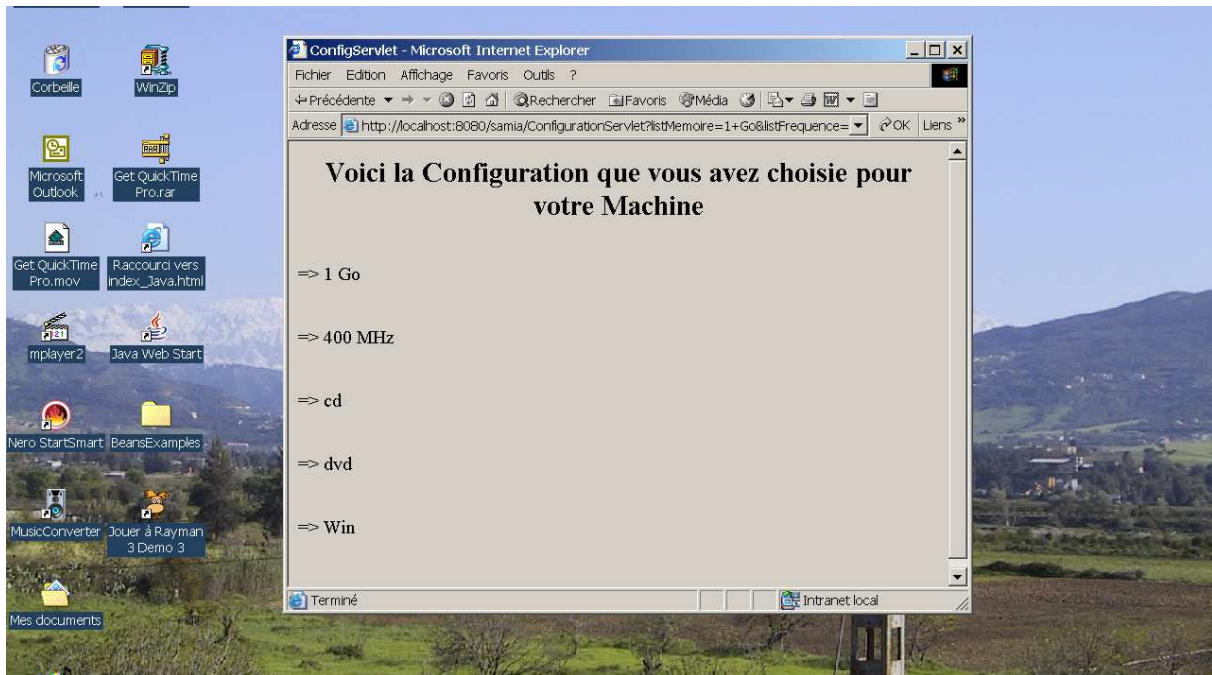 Corbeille
WinZip
Microsoft
Outlook
Get QuickTime
Pro.rar
Get QuickTime
Pro.mov
Raccourci vers
index_Java.html
mplayer2
Java Web Start
Nero StartSmart
BeansExamples
MusicConverter
Jouer à Rayman
3 Demo 3
Mes documents
ConfigServlet - Microsoft Internet Explorer
Fichier Edition Affichage Favoris Outils ?
Précédente Rechercher Favoris Média
Adresse http://localhost:8080/samia/ConfigurationServlet?listMemoire=1+Go&listFrequence= OK Liens »
Voici la Configuration que vous avez choisie pour
votre Machine
=> 1 Go
=> 400 MHz
=> cd
=> dvd
=> Win
Terminé Intranet local